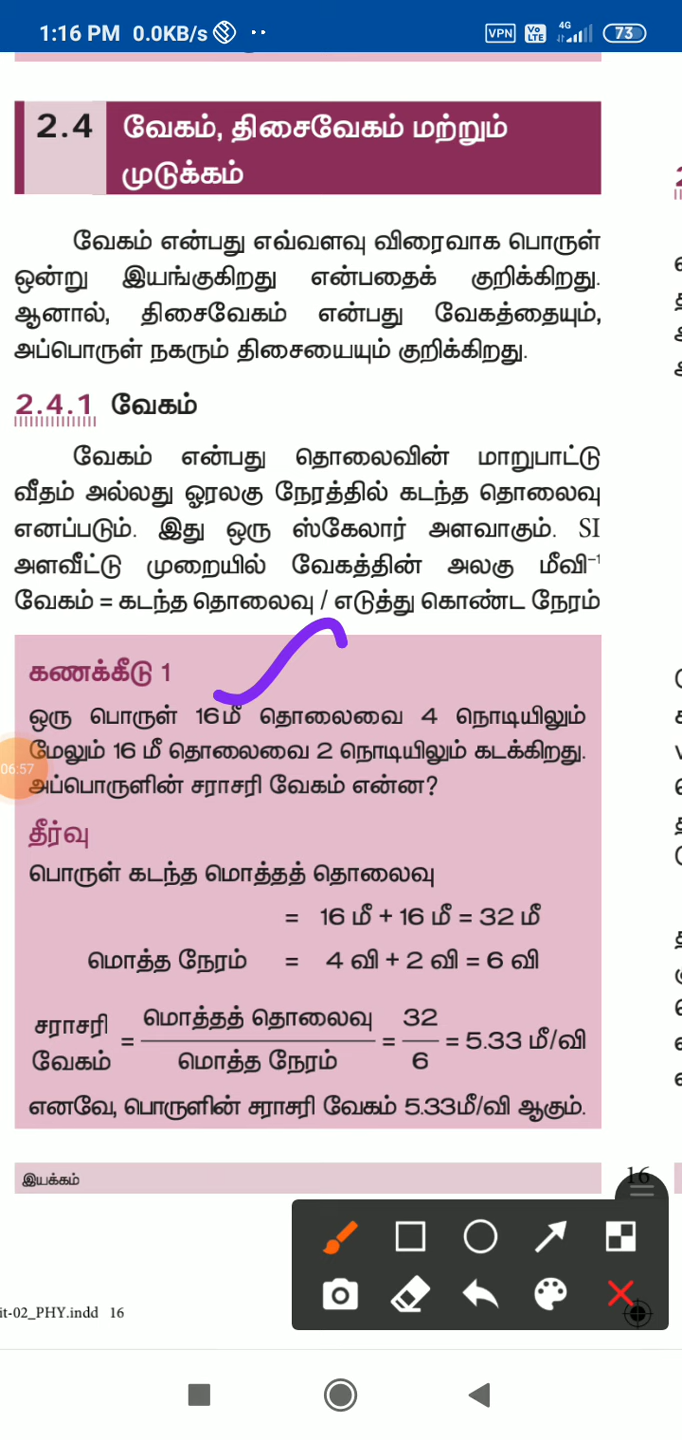 1:16 PM 0.0KB/s
VPN Vo LTE 4G 73
2.4 வேகம், திசைவேகம் மற்றும்
முடுக்கம்
வேகம் என்பது எவ்வளவு விரைவாக பொருள்
ஒன்று இயங்குகிறது என்பதைக் குறிக்கிறது.
ஆனால், திசைவேகம் என்பது வேகத்தையும்,
அப்பொருள் நகரும் திசையையும் குறிக்கிறது.
2.4.1 வேகம்
வேகம் என்பது தொலைவின் மாறுபாட்டு
வீதம் அல்லது ஓரலகு நேரத்தில் கடந்த தொலைவு
எனப்படும். இது ஒரு ஸ்கேலார் அளவாகும். SI
அளவீட்டு முறையில் வேகத்தின் அலகு மீவி⁻¹
வேகம் = கடந்த தொலைவு / எடுத்து கொண்ட நேரம்
கணக்கீடு 1
ஒரு பொருள் 16மீ தொலைவை 4 நொடியிலும்
மேலும் 16 மீ தொலைவை 2 நொடியிலும் கடக்கிறது.
06:57
அப்பொருளின் சராசரி வேகம் என்ன?
தீர்வு
பொருள் கடந்த மொத்தத் தொலைவு
= 16 மீ + 16 மீ = 32 மீ
மொத்த நேரம் = 4 வி + 2 வி = 6 வி
சராசரி வேகம் = மொத்தத் தொலைவு / மொத்த நேரம் = 32 / 6 = 5.33 மீ/வி
எனவே, பொருளின் சராசரி வேகம் 5.33மீ/வி ஆகும்.
இயக்கம் 16
it-02_PHY.indd 16